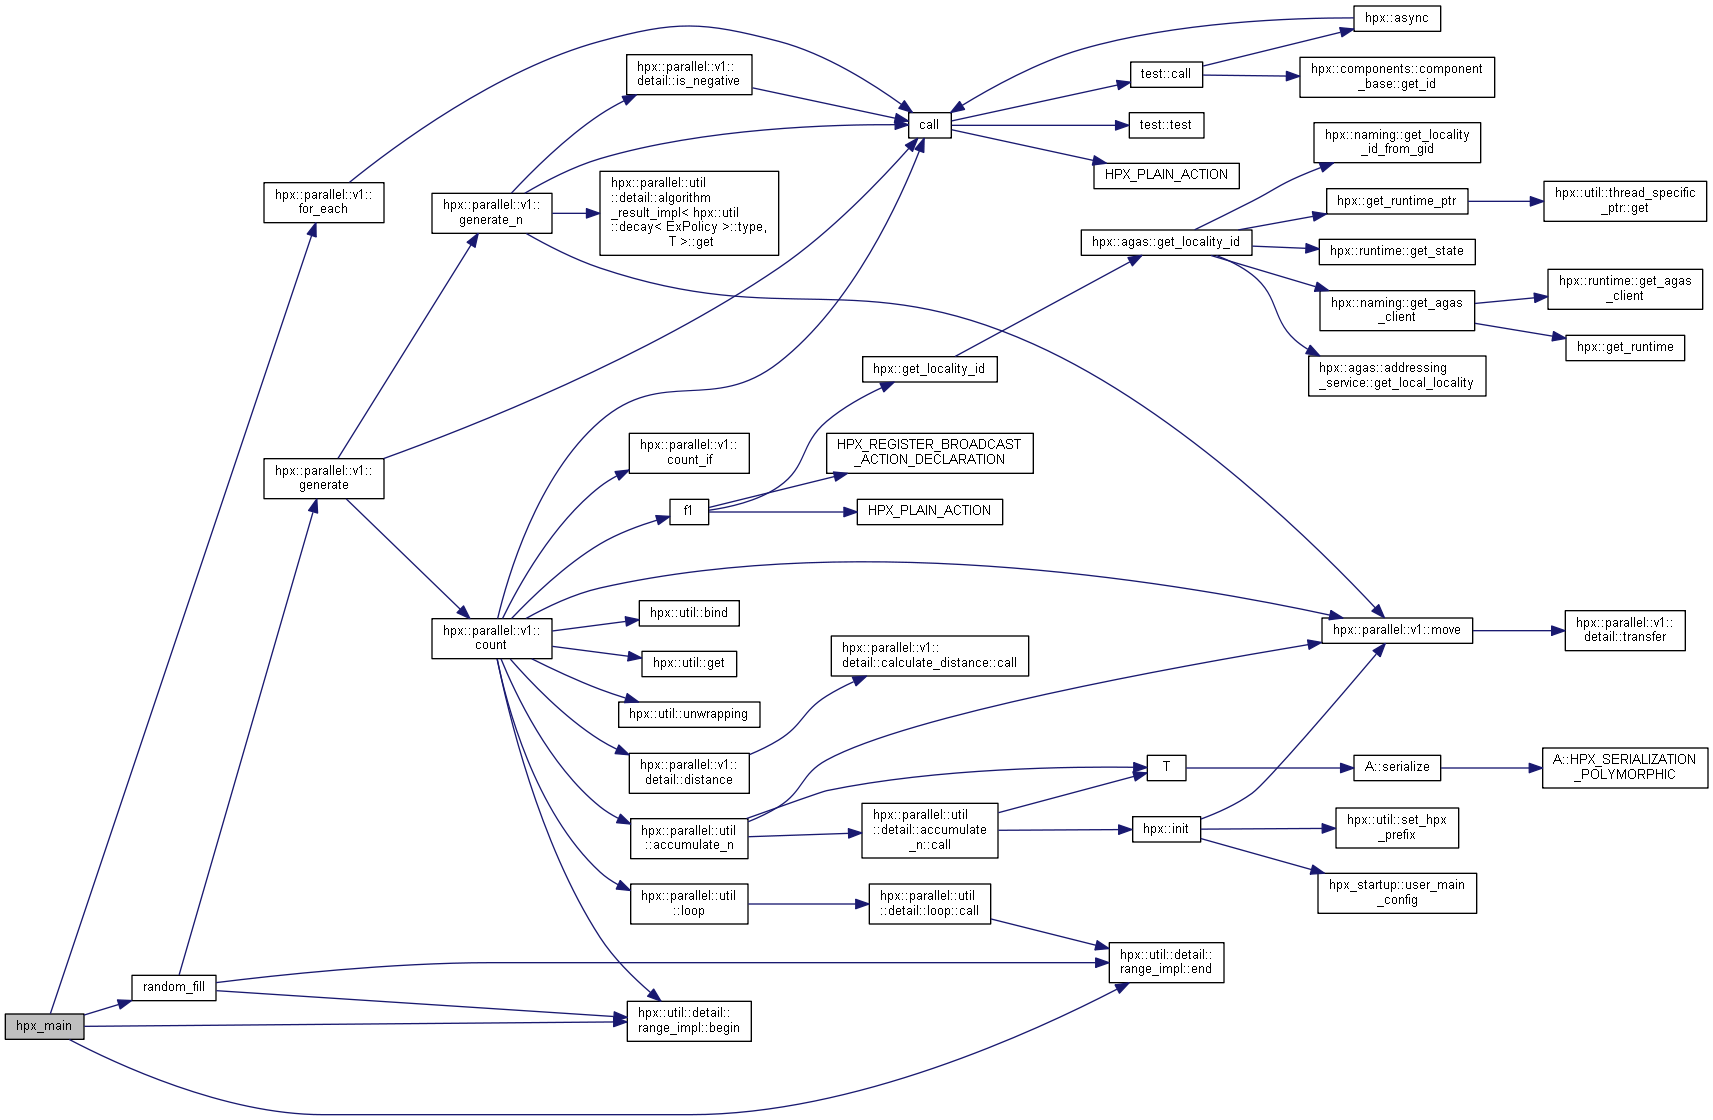 hpx_main
random_fill
hpx::parallel::v1::
for_each
hpx::parallel::v1::
generate
hpx::parallel::v1::
generate_n
hpx::parallel::v1::
count
hpx::parallel::v1::
detail::is_negative
hpx::parallel::util
::detail::algorithm
_result_impl< hpx::util
::decay< ExPolicy >::type,
T >::get
hpx::parallel::v1::
count_if
f1
hpx::util::bind
hpx::util::get
hpx::util::unwrapping
hpx::parallel::v1::
detail::distance
hpx::parallel::util
::accumulate_n
hpx::parallel::util
::loop
hpx::util::detail::
range_impl::begin
call
hpx::get_locality_id
HPX_REGISTER_BROADCAST
_ACTION_DECLARATION
HPX_PLAIN_ACTION
hpx::parallel::v1::
detail::calculate_distance::call
hpx::parallel::util
::detail::accumulate
_n::call
hpx::parallel::util
::detail::loop::call
test::call
test::test
HPX_PLAIN_ACTION
hpx::agas::get_locality_id
T
hpx::init
hpx::util::detail::
range_impl::end
hpx::async
hpx::components::component
_base::get_id
hpx::naming::get_locality
_id_from_gid
hpx::get_runtime_ptr
hpx::runtime::get_state
hpx::naming::get_agas
_client
hpx::agas::addressing
_service::get_local_locality
hpx::parallel::v1::move
A::serialize
hpx::util::set_hpx
_prefix
hpx_startup::user_main
_config
hpx::util::thread_specific
_ptr::get
hpx::runtime::get_agas
_client
hpx::get_runtime
hpx::parallel::v1::
detail::transfer
A::HPX_SERIALIZATION
_POLYMORPHIC